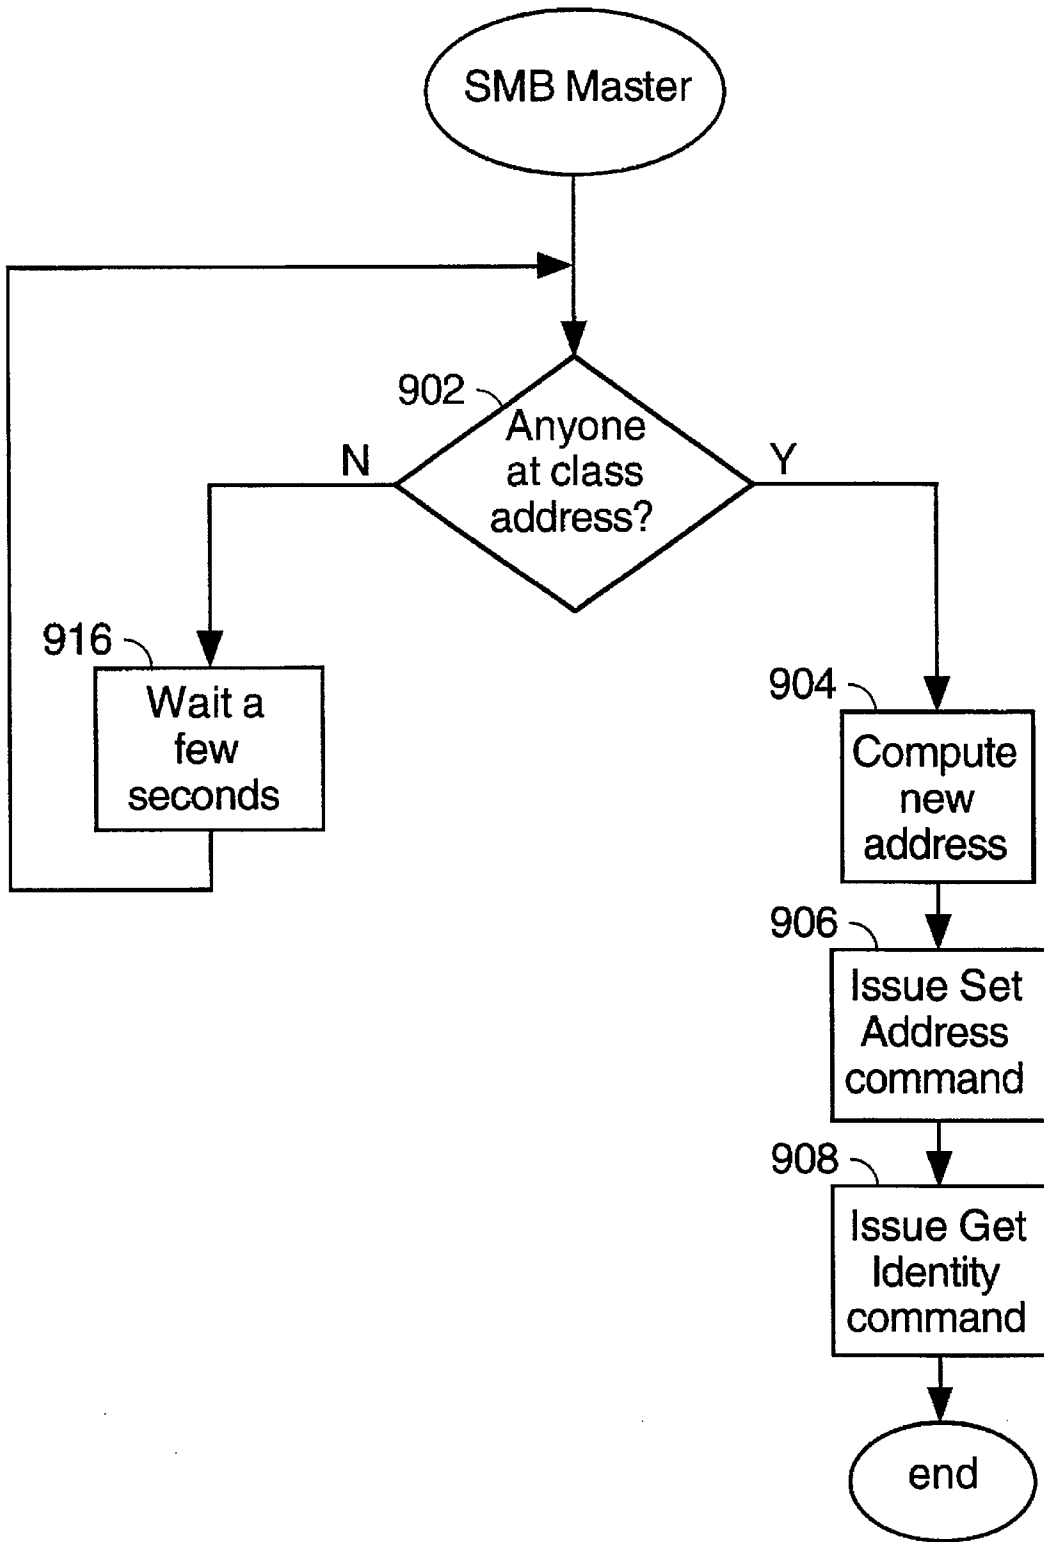 SMB Master
902
Anyone
at class
address?
N
Y
916
Wait a
few
seconds
904
Compute
new
address
906
Issue Set
Address
command
908
Issue Get
Identity
command
end